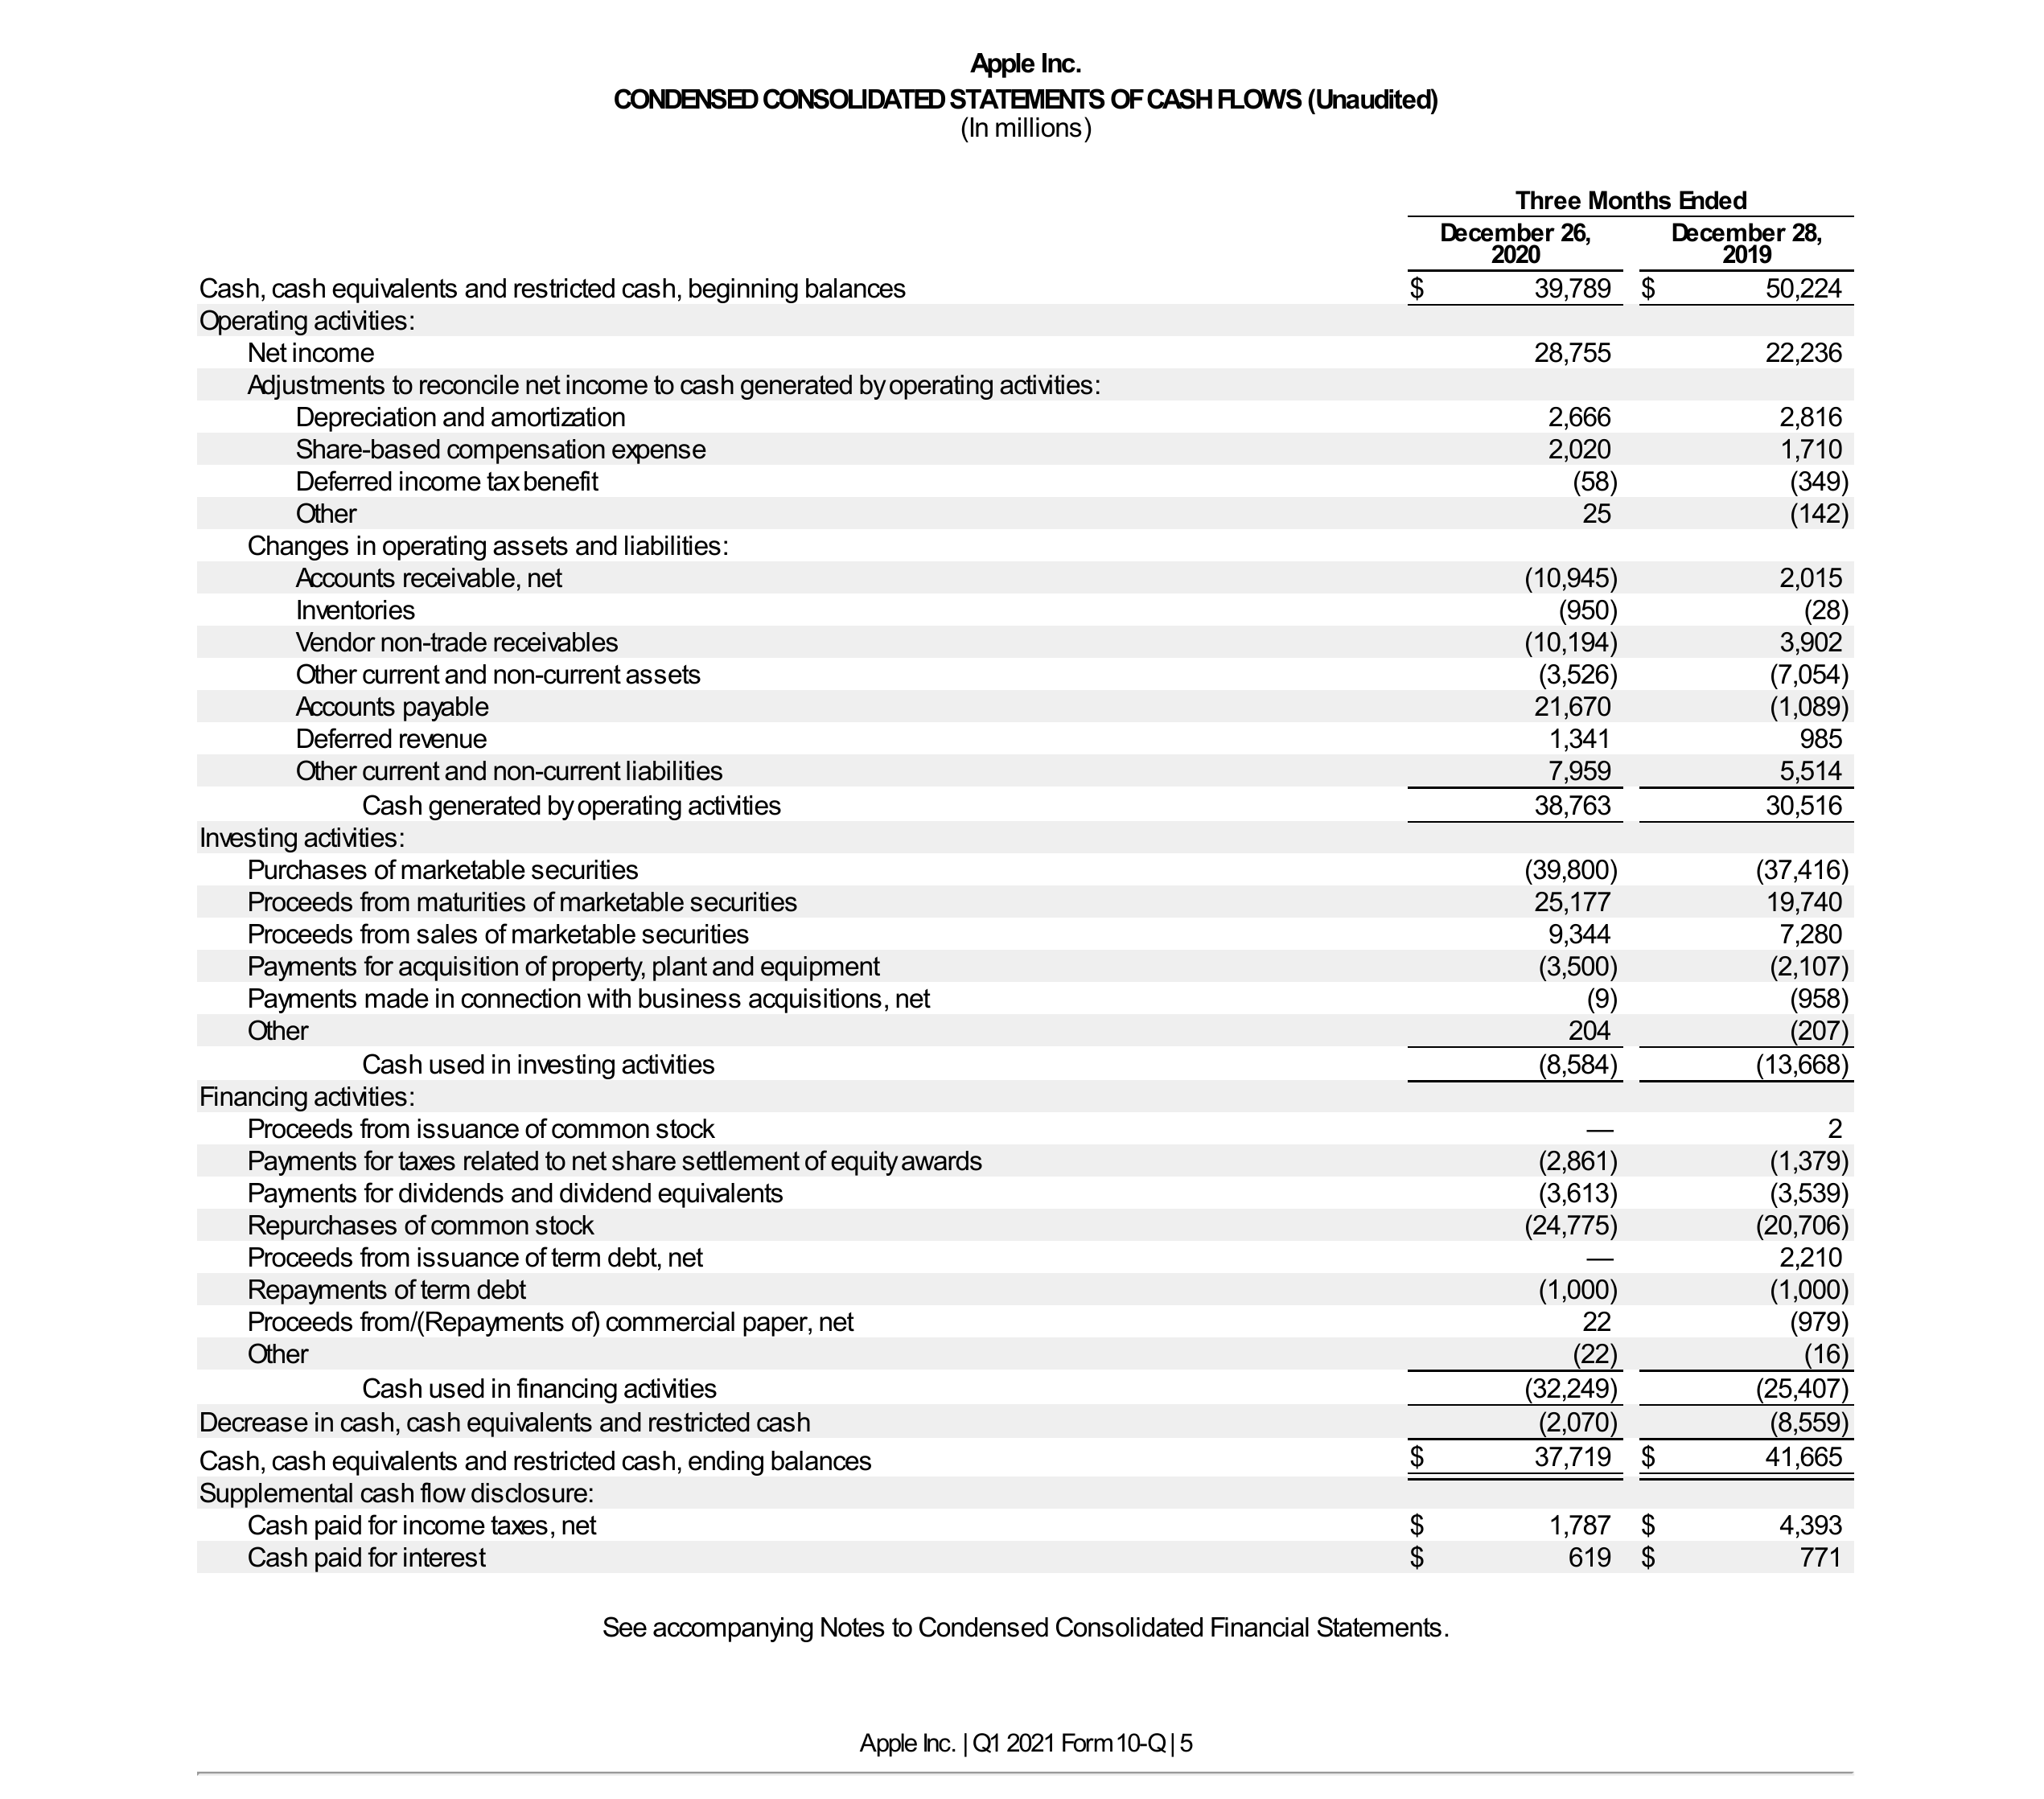 Apple Inc.
CONDENSED CONSOLIDATED STATEMENTS OF CASH FLOWS (Unaudited)
(In millions)
Three Months Ended
December 26, 2020 December 28, 2019
Cash, cash equivalents and restricted cash, beginning balances $ 39,789 $ 50,224
Operating activities:
Net income 28,755 22,236
Adjustments to reconcile net income to cash generated by operating activities:
Depreciation and amortization 2,666 2,816
Share-based compensation expense 2,020 1,710
Deferred income tax benefit (58) (349)
Other 25 (142)
Changes in operating assets and liabilities:
Accounts receivable, net (10,945) 2,015
Inventories (950) (28)
Vendor non-trade receivables (10,194) 3,902
Other current and non-current assets (3,526) (7,054)
Accounts payable 21,670 (1,089)
Deferred revenue 1,341 985
Other current and non-current liabilities 7,959 5,514
Cash generated by operating activities 38,763 30,516
Investing activities:
Purchases of marketable securities (39,800) (37,416)
Proceeds from maturities of marketable securities 25,177 19,740
Proceeds from sales of marketable securities 9,344 7,280
Payments for acquisition of property, plant and equipment (3,500) (2,107)
Payments made in connection with business acquisitions, net (9) (958)
Other 204 (207)
Cash used in investing activities (8,584) (13,668)
Financing activities:
Proceeds from issuance of common stock — 2
Payments for taxes related to net share settlement of equity awards (2,861) (1,379)
Payments for dividends and dividend equivalents (3,613) (3,539)
Repurchases of common stock (24,775) (20,706)
Proceeds from issuance of term debt, net — 2,210
Repayments of term debt (1,000) (1,000)
Proceeds from/(Repayments of) commercial paper, net 22 (979)
Other (22) (16)
Cash used in financing activities (32,249) (25,407)
Decrease in cash, cash equivalents and restricted cash (2,070) (8,559)
Cash, cash equivalents and restricted cash, ending balances $ 37,719 $ 41,665
Supplemental cash flow disclosure:
Cash paid for income taxes, net $ 1,787 $ 4,393
Cash paid for interest $ 619 $ 771
See accompanying Notes to Condensed Consolidated Financial Statements.
Apple Inc. | Q1 2021 Form 10-Q | 5